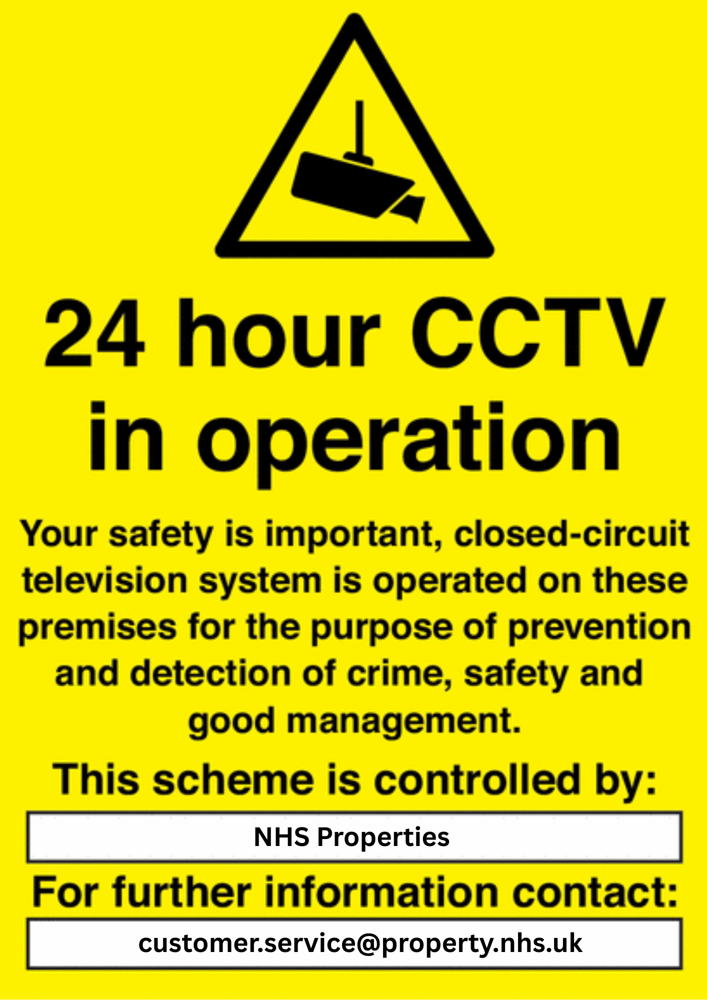 24 hour CCTV
in operation
Your safety is important, closed-circuit
television system is operated on these
premises for the purpose of prevention
and detection of crime, safety and
good management.
This scheme is controlled by:
NHS Properties
For further information contact:
customer.service@property.nhs.uk